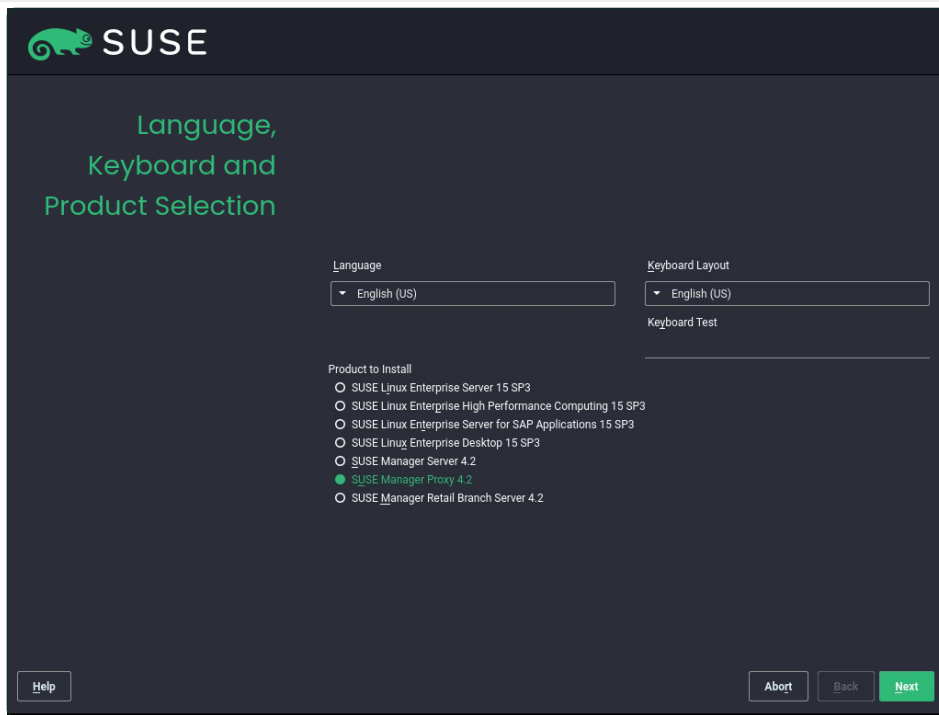 SUSE
Language,
Keyboard and
Product Selection
Language
Keyboard Layout
English (US)
English (US)
Keyboard Test
Product to Install
SUSE Linux Enterprise Server 15 SP3
SUSE Linux Enterprise High Performance Computing 15 SP3
SUSE Linux Enterprise Server for SAP Applications 15 SP3
SUSE Linux Enterprise Desktop 15 SP3
SUSE Manager Server 4.2
SUSE Manager Proxy 4.2
SUSE Manager Retail Branch Server 4.2
Help
Abort
Back
Next